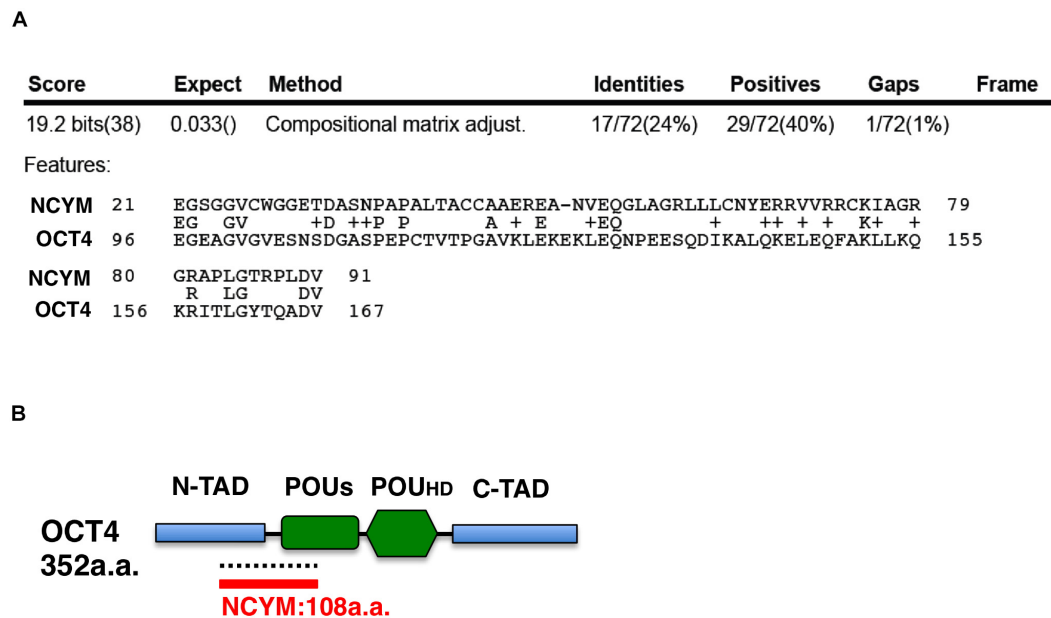 A
Score Expect Method Identities Positives Gaps Frame
19.2 bits(38) 0.033() Compositional matrix adjust. 17/72(24%) 29/72(40%) 1/72(1%)
Features:
NCYM 21 EGSGGVCWGGETDASNPAPALTACCAAEREA-NVEQGLAGRLLLCNYERRVVRRCKIAGR 79
EG GV +D ++P P A + E +EQ + ++ + + K+ +
OCT4 96 EGEAGVGVESNSDGASPEPCTVTPGAVKLEKEKLEQNPEESQDIKALQKELEQFAKLLKQ 155
NCYM 80 GRAPLGTRPLDV 91
R LG DV
OCT4 156 KRITLGYTQADV 167
B
N-TAD POUs POUHD C-TAD
OCT4
352a.a.
NCYM:108a.a.